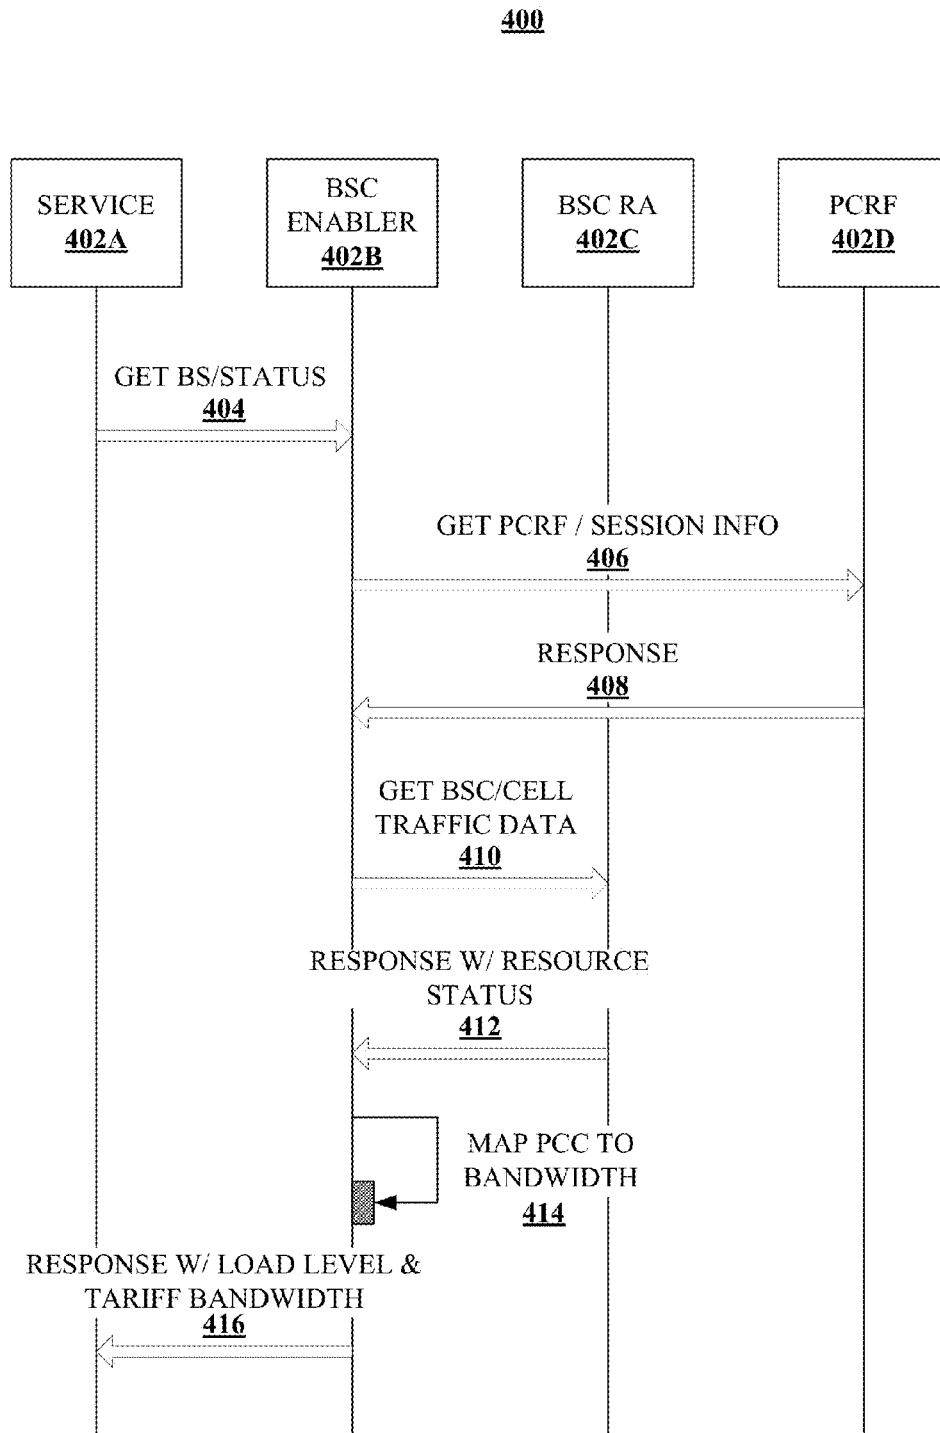 400
SERVICE
402A
BSC
ENABLER
402B
BSC RA
402C
PCRF
402D
GET BS/STATUS
404
GET PCRF / SESSION INFO
406
RESPONSE
408
GET BSC/CELL
TRAFFIC DATA
410
RESPONSE W/ RESOURCE
STATUS
412
MAP PCC TO
BANDWIDTH
414
RESPONSE W/ LOAD LEVEL &
TARIFF BANDWIDTH
416